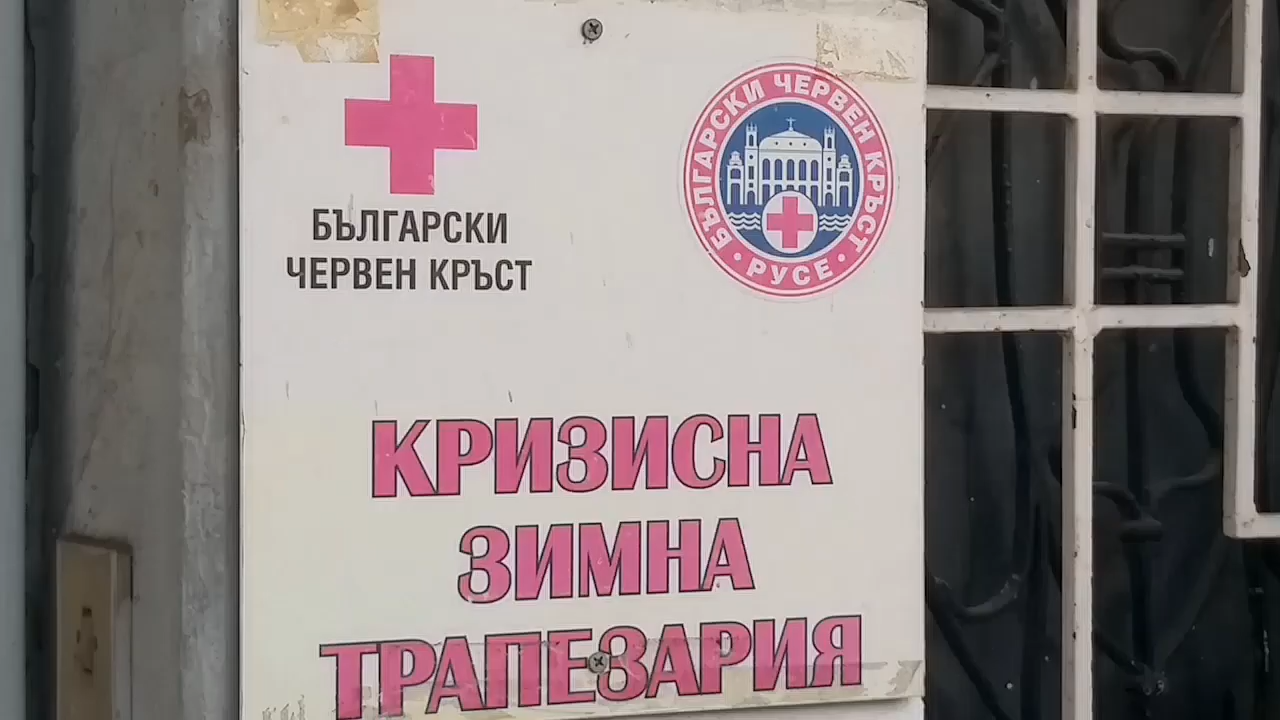 БЪЛГАРСКИ
ЧЕРВЕН КРЪСТ
БЪЛГАРСКИ ЧЕРВЕН КРЪСТ
• РУСЕ •
КРИЗИСНА
ЗИМНА
ТРАПЕЗАРИЯ